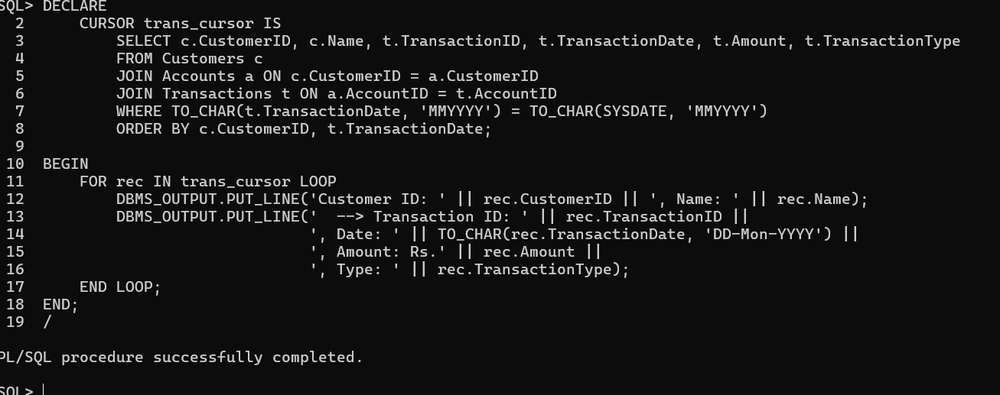 SQL> DECLARE
  2      CURSOR trans_cursor IS
  3          SELECT c.CustomerID, c.Name, t.TransactionID, t.TransactionDate, t.Amount, t.TransactionType
  4          FROM Customers c
  5          JOIN Accounts a ON c.CustomerID = a.CustomerID
  6          JOIN Transactions t ON a.AccountID = t.AccountID
  7          WHERE TO_CHAR(t.TransactionDate, 'MMYYYY') = TO_CHAR(SYSDATE, 'MMYYYY')
  8          ORDER BY c.CustomerID, t.TransactionDate;
  9
 10  BEGIN
 11      FOR rec IN trans_cursor LOOP
 12          DBMS_OUTPUT.PUT_LINE('Customer ID: ' || rec.CustomerID || ', Name: ' || rec.Name);
 13          DBMS_OUTPUT.PUT_LINE('  --> Transaction ID: ' || rec.TransactionID ||
 14                               ', Date: ' || TO_CHAR(rec.TransactionDate, 'DD-Mon-YYYY') ||
 15                               ', Amount: Rs.' || rec.Amount ||
 16                               ', Type: ' || rec.TransactionType);
 17      END LOOP;
 18  END;
 19  /
PL/SQL procedure successfully completed.
SQL>